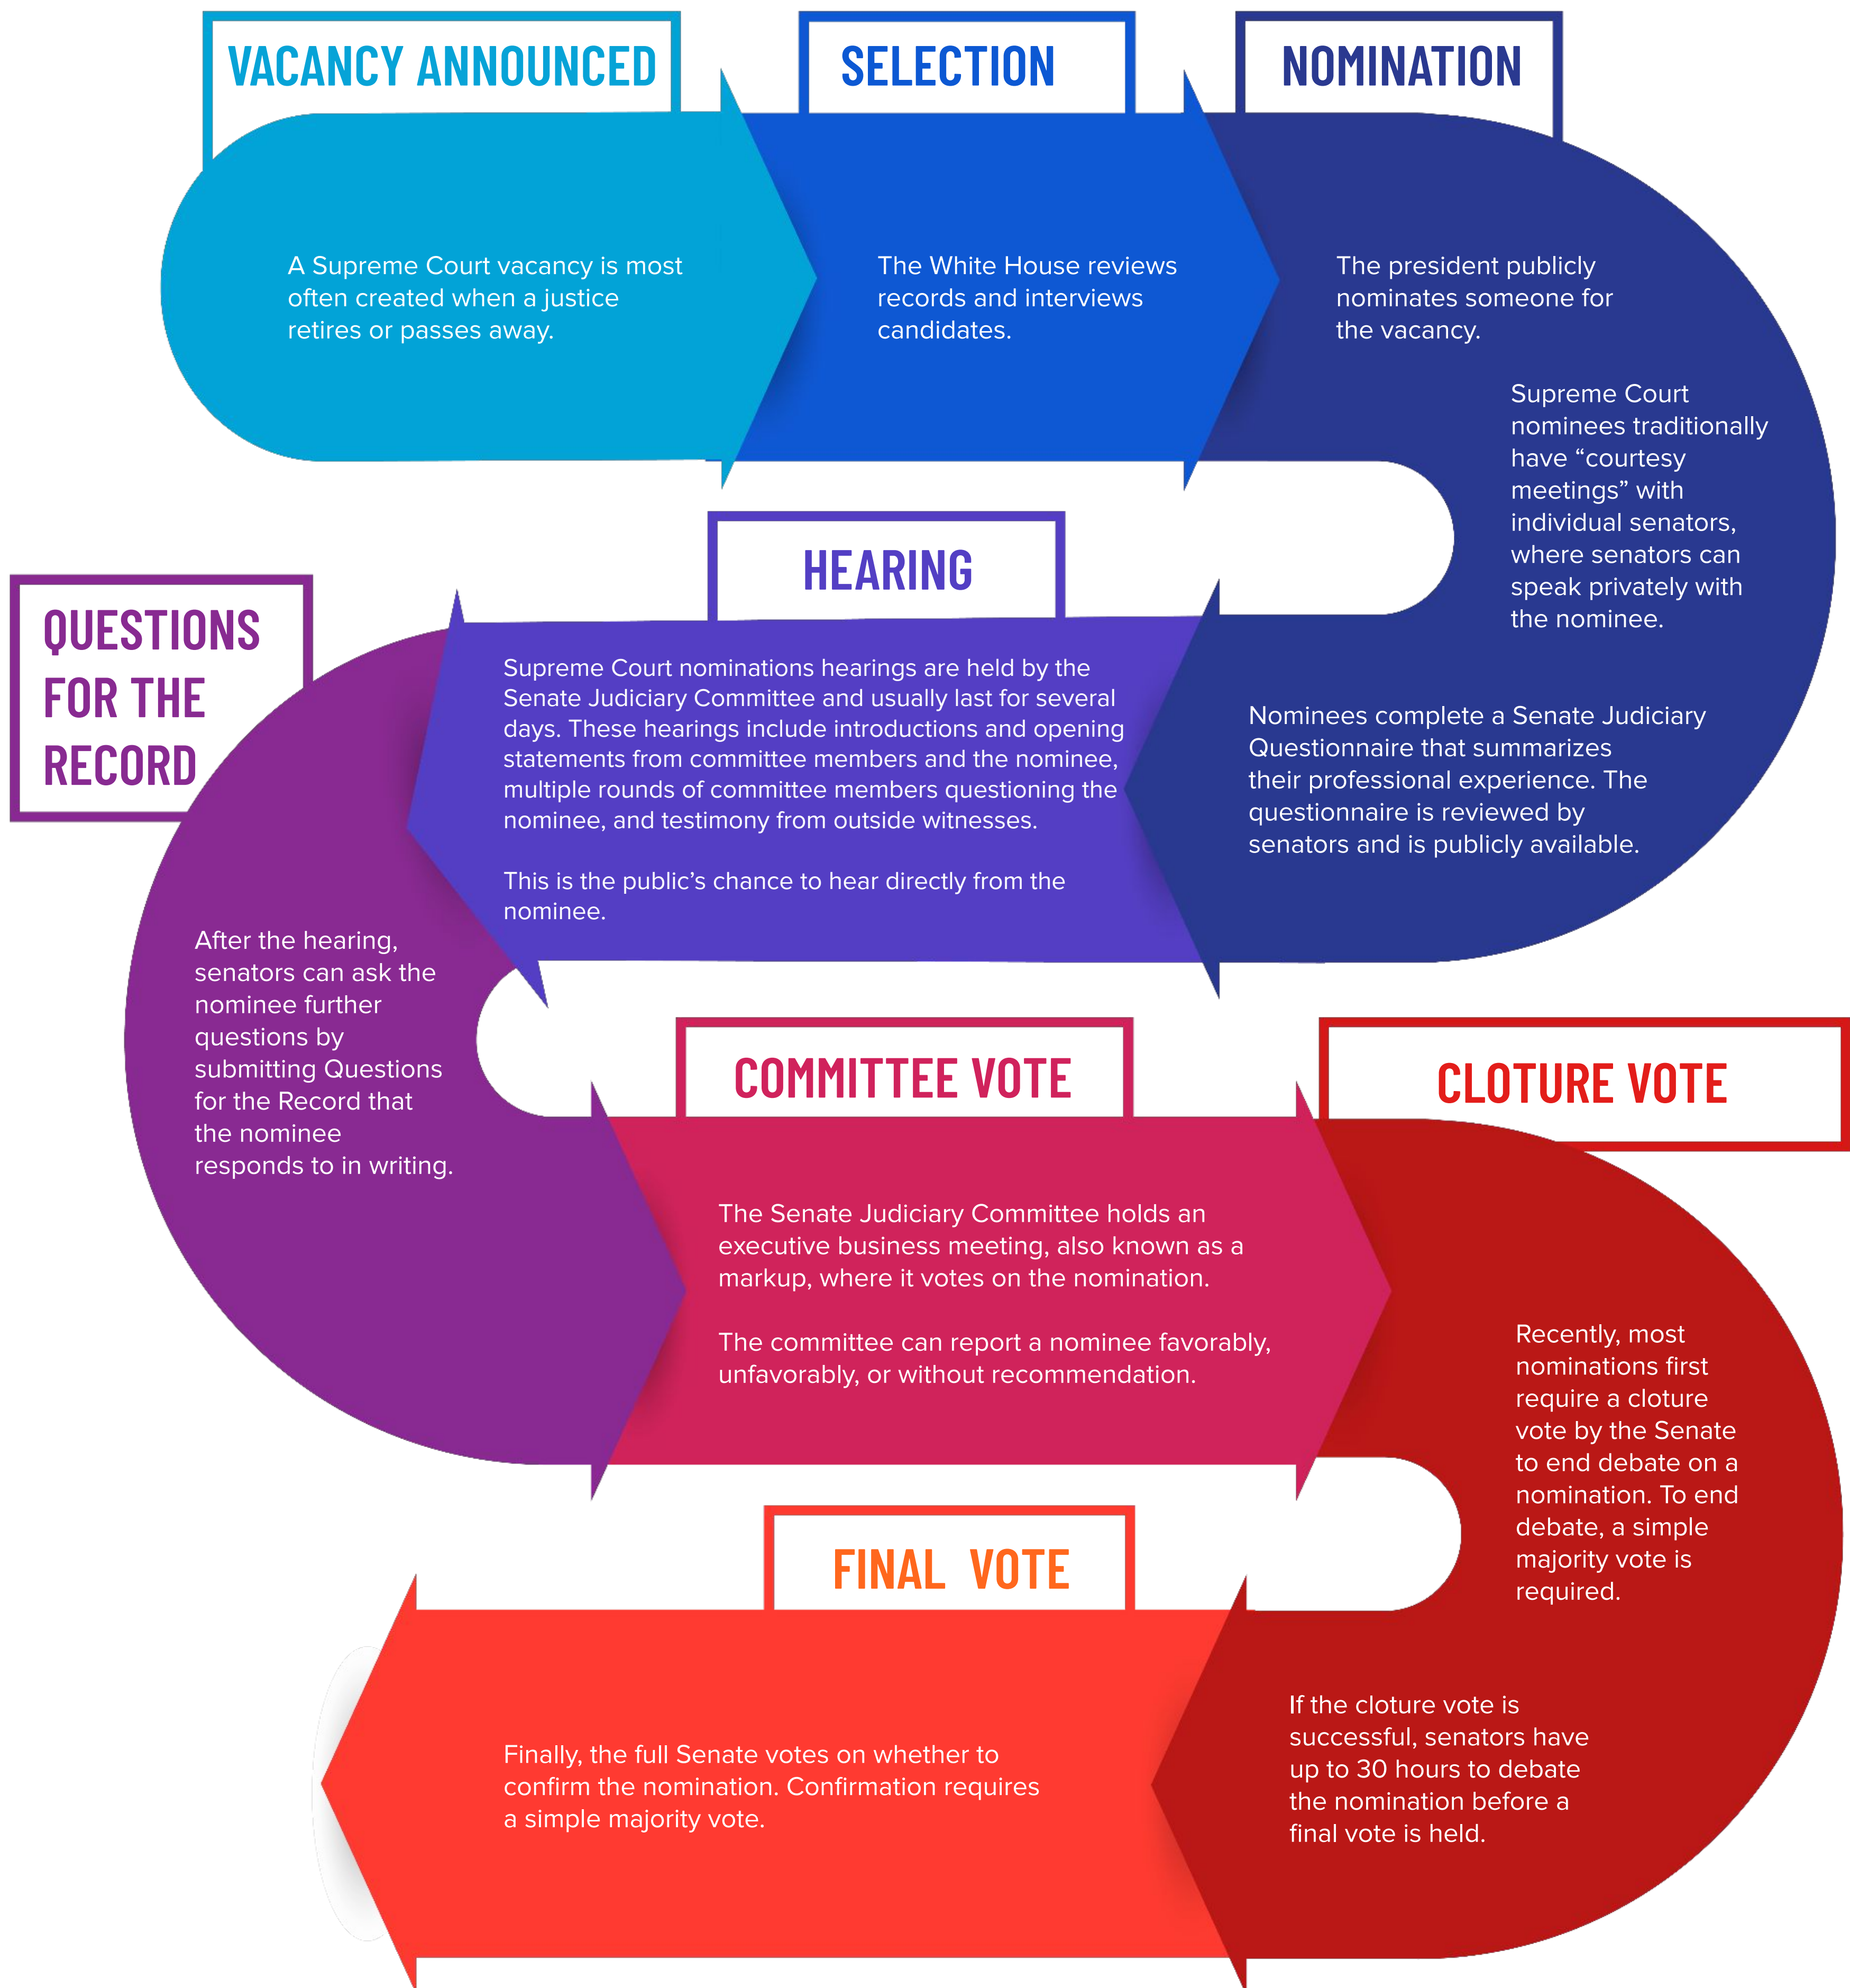 VACANCY ANNOUNCED
A Supreme Court vacancy is most
often created when a justice
retires or passes away.
SELECTION
The White House reviews
records and interviews
candidates.
NOMINATION
The president publicly
nominates someone for
the vacancy.
Supreme Court
nominees traditionally
have “courtesy
meetings” with
individual senators,
where senators can
speak privately with
the nominee.
Nominees complete a Senate Judiciary
Questionnaire that summarizes
their professional experience. The
questionnaire is reviewed by
senators and is publicly available.
HEARING
Supreme Court nominations hearings are held by the
Senate Judiciary Committee and usually last for several
days. These hearings include introductions and opening
statements from committee members and the nominee,
multiple rounds of committee members questioning the
nominee, and testimony from outside witnesses.
This is the public’s chance to hear directly from the
nominee.
QUESTIONS
FOR THE
RECORD
After the hearing,
senators can ask the
nominee further
questions by
submitting Questions
for the Record that
the nominee
responds to in writing.
COMMITTEE VOTE
The Senate Judiciary Committee holds an
executive business meeting, also known as a
markup, where it votes on the nomination.
The committee can report a nominee favorably,
unfavorably, or without recommendation.
CLOTURE VOTE
Recently, most
nominations first
require a cloture
vote by the Senate
to end debate on a
nomination. To end
debate, a simple
majority vote is
required.
If the cloture vote is
successful, senators have
up to 30 hours to debate
the nomination before a
final vote is held.
FINAL VOTE
Finally, the full Senate votes on whether to
confirm the nomination. Confirmation requires
a simple majority vote.